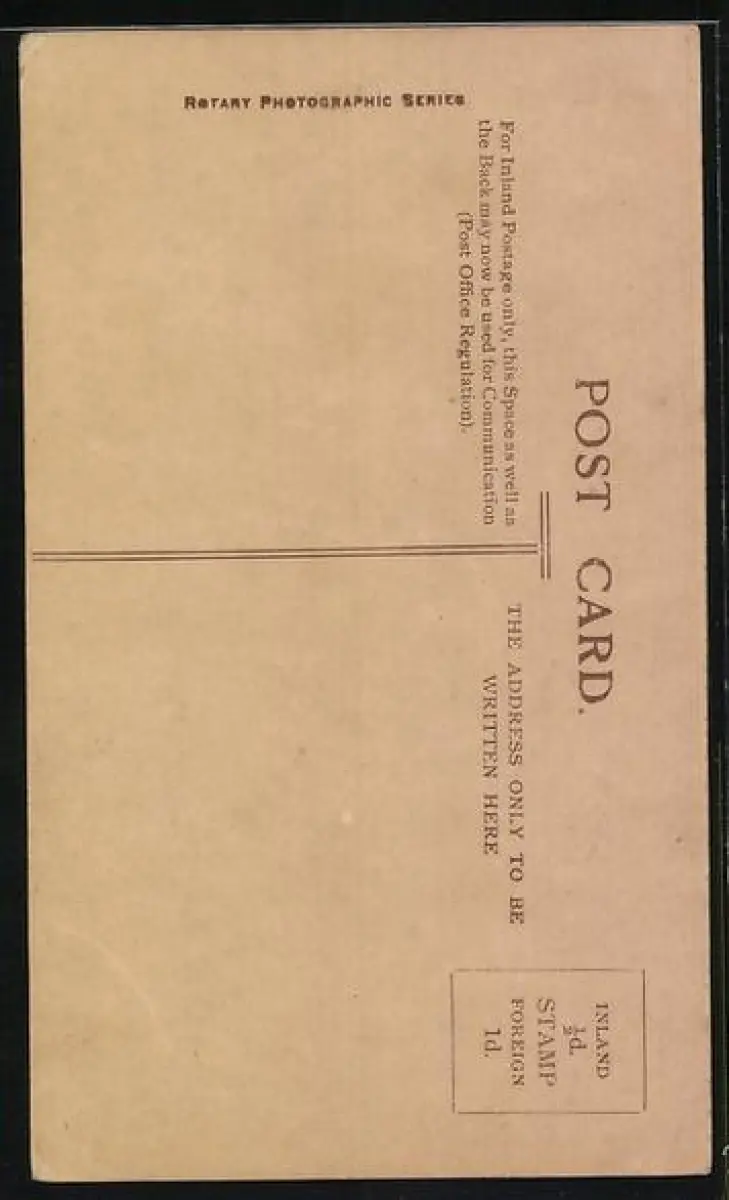 ROTARY PHOTOGRAPHIC SERIES
POST CARD.
For Inland Postage only, this Space as well as
the Back may now be used for Communication
(Post Office Regulation).
THE ADDRESS ONLY TO BE
WRITTEN HERE
INLAND
½d.
STAMP
FOREIGN
1d.